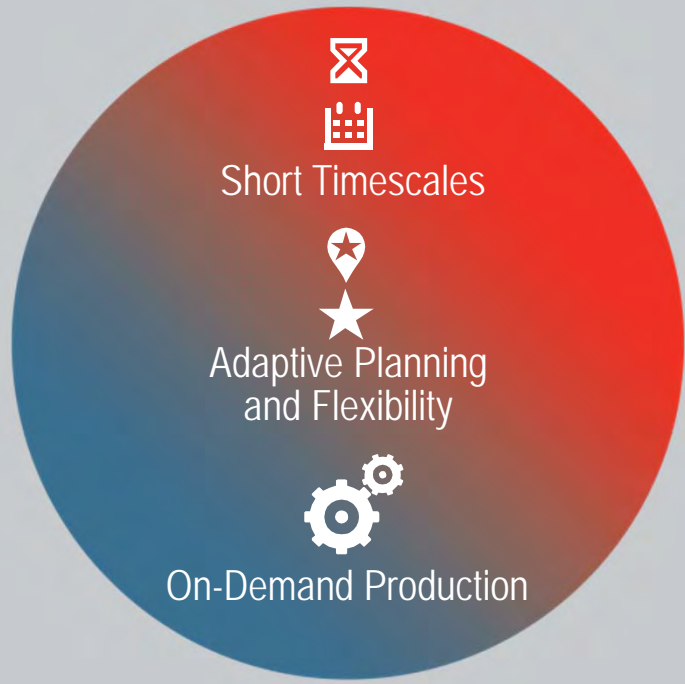 Short Timescales
Adaptive Planning
and Flexibility
On-Demand Production